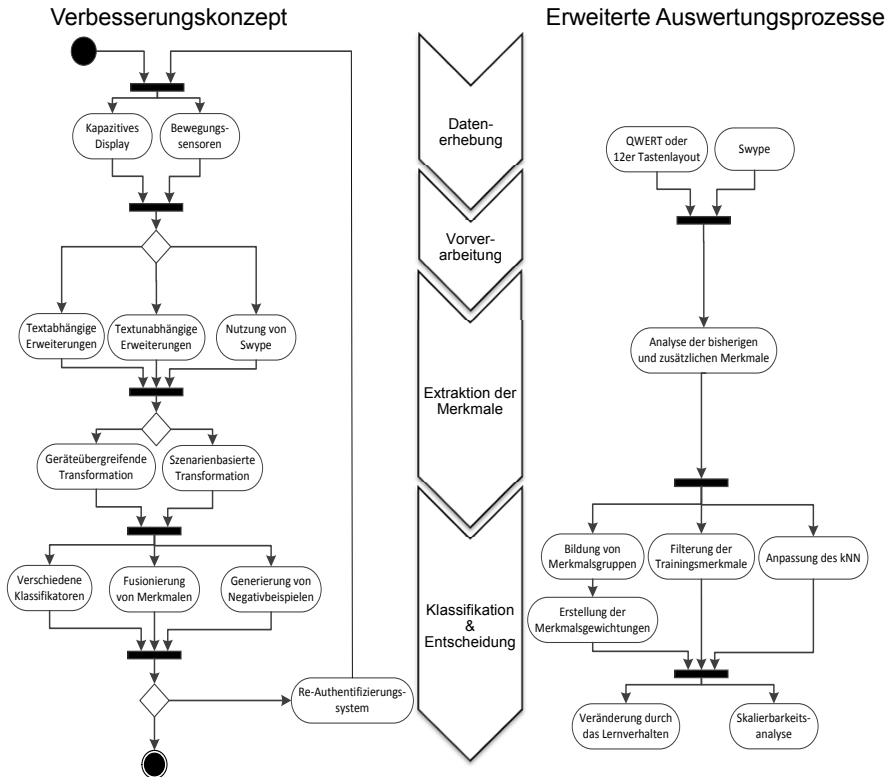 Verbesserungskonzept
Erweiterte Auswertungsprozesse
Kapazitives
Display
Bewegungs-
sensoren
Textabhängige
Erweiterungen
Textunabhängige
Erweiterungen
Nutzung von
Swype
Geräteübergreifende
Transformation
Szenarienbasierte
Transformation
Verschiedene
Klassifikatoren
Fusionierung
von Merkmalen
Generierung von
Negativbeispielen
Re-Authentifizierungs-
system
Daten-
erhebung
Vorver-
arbeitung
Extraktion der
Merkmale
Klassifikation
&
Entscheidung
QWERT oder
12er Tastenlayout
Swype
Analyse der bisherigen
und zusätzlichen Merkmale
Bildung von
Merkmalsgruppen
Filterung der
Trainingsmerkmale
Anpassung des kNN
Erstellung der
Merkmalsgewichtungen
Veränderung durch
das Lernverhalten
Skalierbarkeits-
analyse